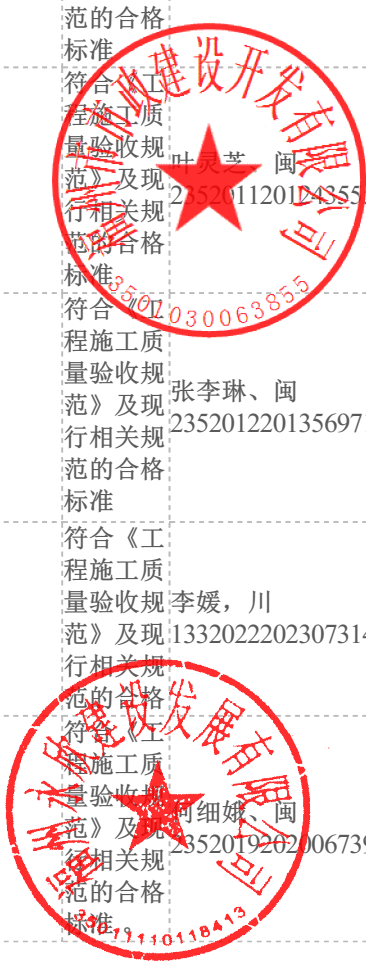 范的合格
标准
符合《工
程施工质
量验收规
范》及现
行相关规
范的合格
标准
叶灵芝、闽
市政建设开发有限公司
3501030063855
符合《工
程施工质
量验收规
范》及现
行相关规
范的合格
标准
张李琳、闽
235201220135697
符合《工
程施工质
量验收规
范》及现
行相关规
范的合格
李媛，川
1332022202307314
符合《工
程施工质
量验收规
范》及现
行相关规
范的合格
标准。
何细娥、闽
2352019202006739
建设发展有限公司